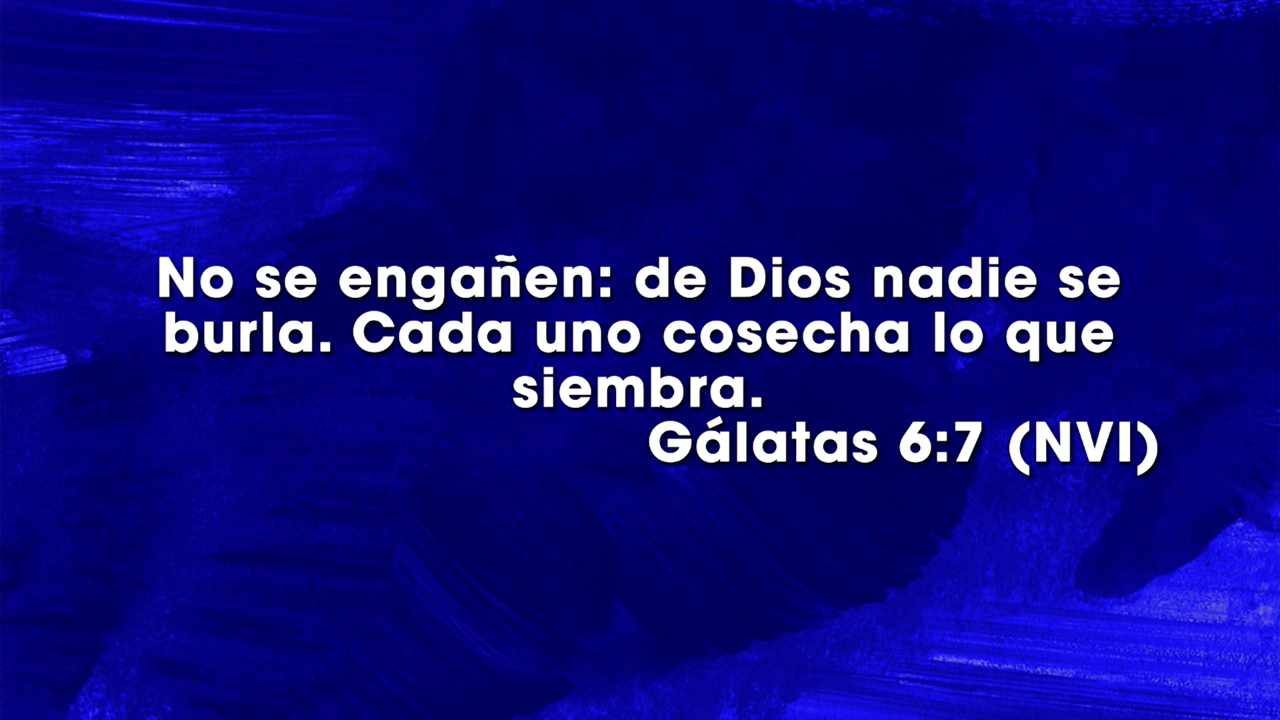 No se engañen: de Dios nadie se
burla. Cada uno cosecha lo que
siembra.
Gálatas 6:7 (NVI)